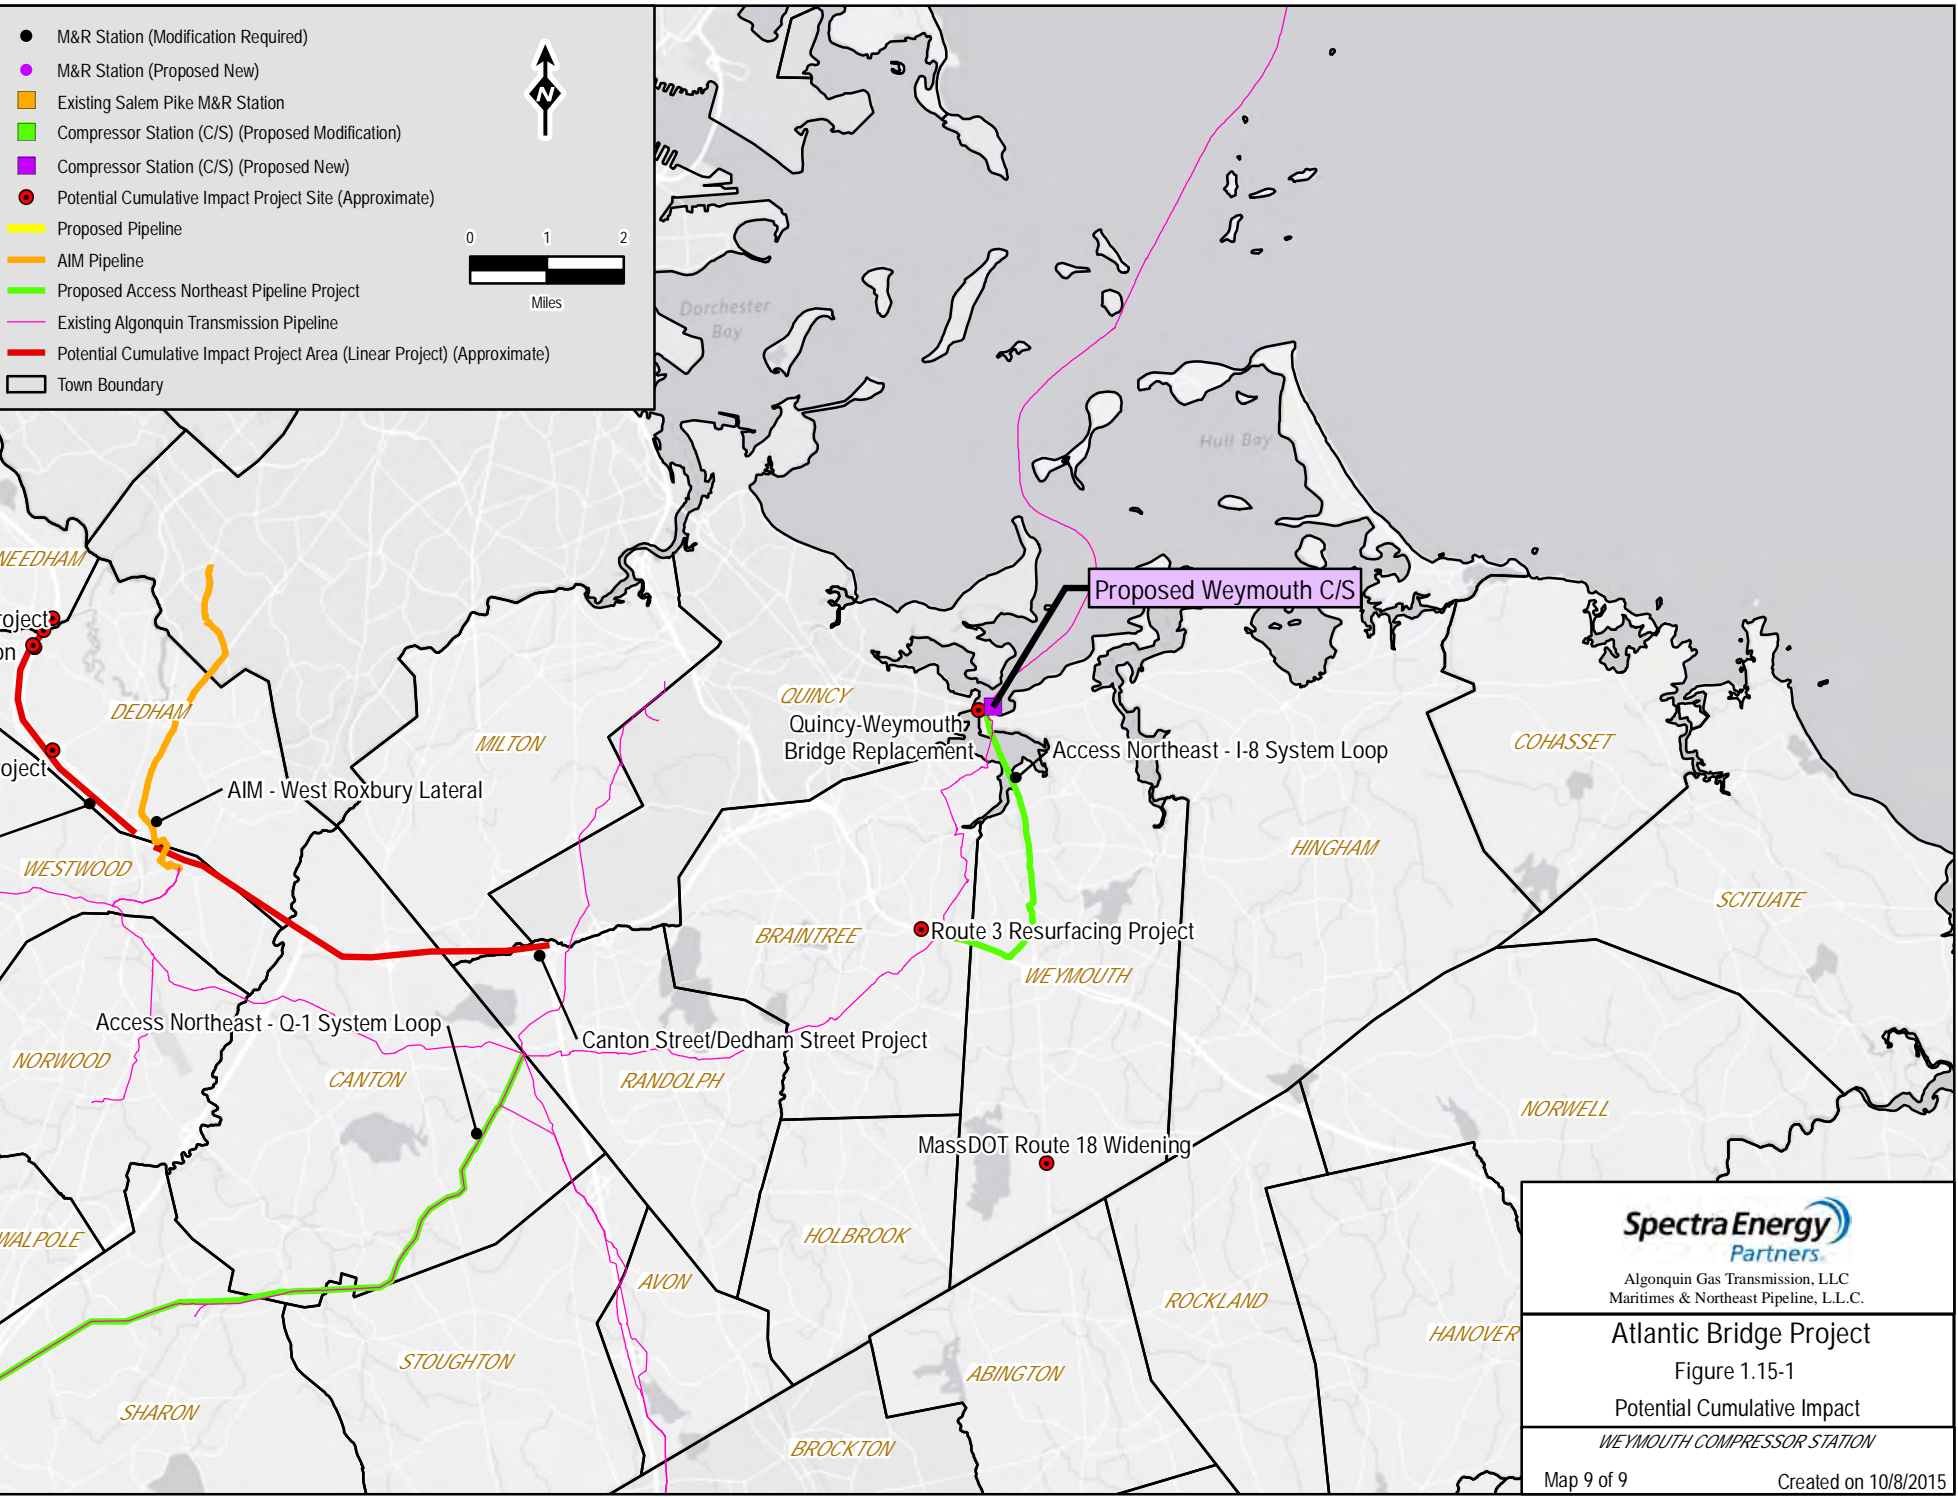 M&R Station (Modification Required)
M&R Station (Proposed New)
Existing Salem Pike M&R Station
Compressor Station (C/S) (Proposed Modification)
Compressor Station (C/S) (Proposed New)
Potential Cumulative Impact Project Site (Approximate)
Proposed Pipeline
AIM Pipeline
Proposed Access Northeast Pipeline Project
Existing Algonquin Transmission Pipeline
Potential Cumulative Impact Project Area (Linear Project) (Approximate)
Town Boundary
N
0 1 2
Miles
Dorchester
Bay
Hull Bay
NEEDHAM
Proposed Weymouth C/S
roject
on
DEDHAM
QUINCY
Quincy-Weymouth
Bridge Replacement
MILTON
Access Northeast - I-8 System Loop
COHASSET
roject
AIM - West Roxbury Lateral
HINGHAM
WESTWOOD
SCITUATE
BRAINTREE
Route 3 Resurfacing Project
WEYMOUTH
Access Northeast - Q-1 System Loop
Canton Street/Dedham Street Project
NORWOOD
CANTON
RANDOLPH
NORWELL
MassDOT Route 18 Widening
WALPOLE
HOLBROOK
AVON
ROCKLAND
HANOVER
STOUGHTON
ABINGTON
SHARON
BROCKTON
Spectra Energy
Partners
Algonquin Gas Transmission, LLC
Maritimes & Northeast Pipeline, L.L.C.
Atlantic Bridge Project
Figure 1.15-1
Potential Cumulative Impact
WEYMOUTH COMPRESSOR STATION
Map 9 of 9 Created on 10/8/2015